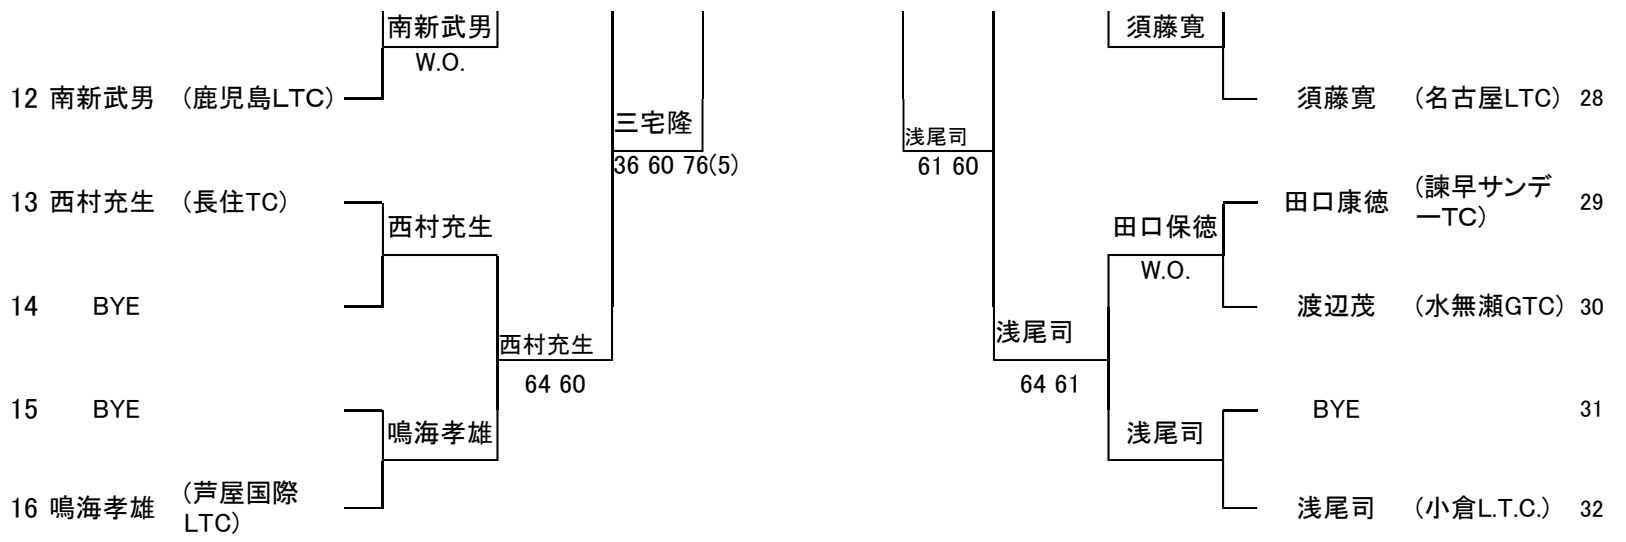 南新武男
須藤寛
W.O.
12 南新武男 (鹿児島LTC)
須藤寛 (名古屋LTC) 28
三宅隆
36 60 76(5)
浅尾司
61 60
13 西村充生 (長住TC)
田口康徳 (諫早サンデ
ーTC) 29
西村充生
田口保徳
W.O.
14 BYE
渡辺茂 (水無瀬GTC) 30
西村充生
64 60
浅尾司
64 61
15 BYE
BYE 31
鳴海孝雄
浅尾司
16 鳴海孝雄 (芦屋国際
LTC)
浅尾司 (小倉L.T.C.) 32